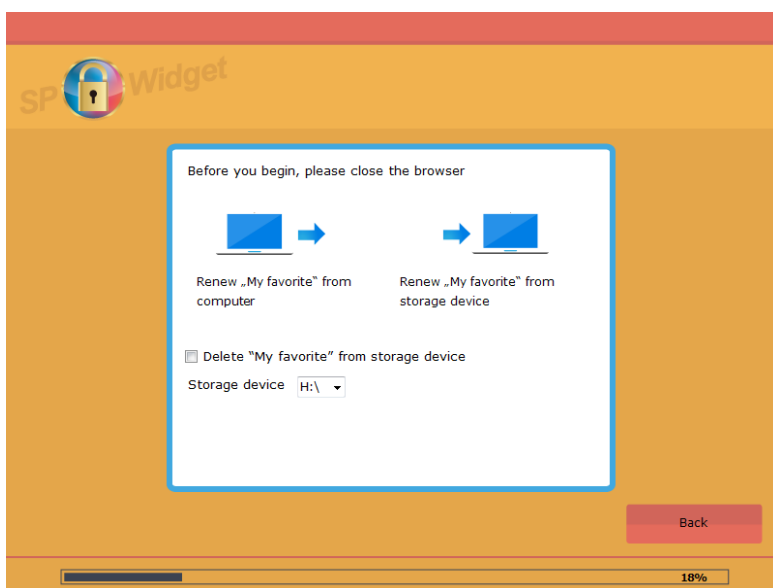 SP Widget
Before you begin, please close the browser
Renew „My favorite“ from
computer
Renew „My favorite“ from
storage device
Delete “My favorite” from storage device
Storage device H:\
Back
18%